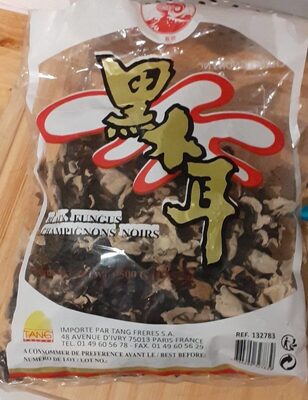 黑木耳
FUNGUS
CHAMPIGNONS NOIRS
TANG
IMPORTE PAR TANG FRERES S.A.
48 AVENUE D'IVRY 75013 PARIS FRANCE
TEL. 01 49 60 56 78 - FAX. 01 49 60 56 29
REF. 132783
A CONSOMMER DE PREFERENCE AVANT LE / BEST BEFORE:
NUMERO DE LOT / LOT NO.: